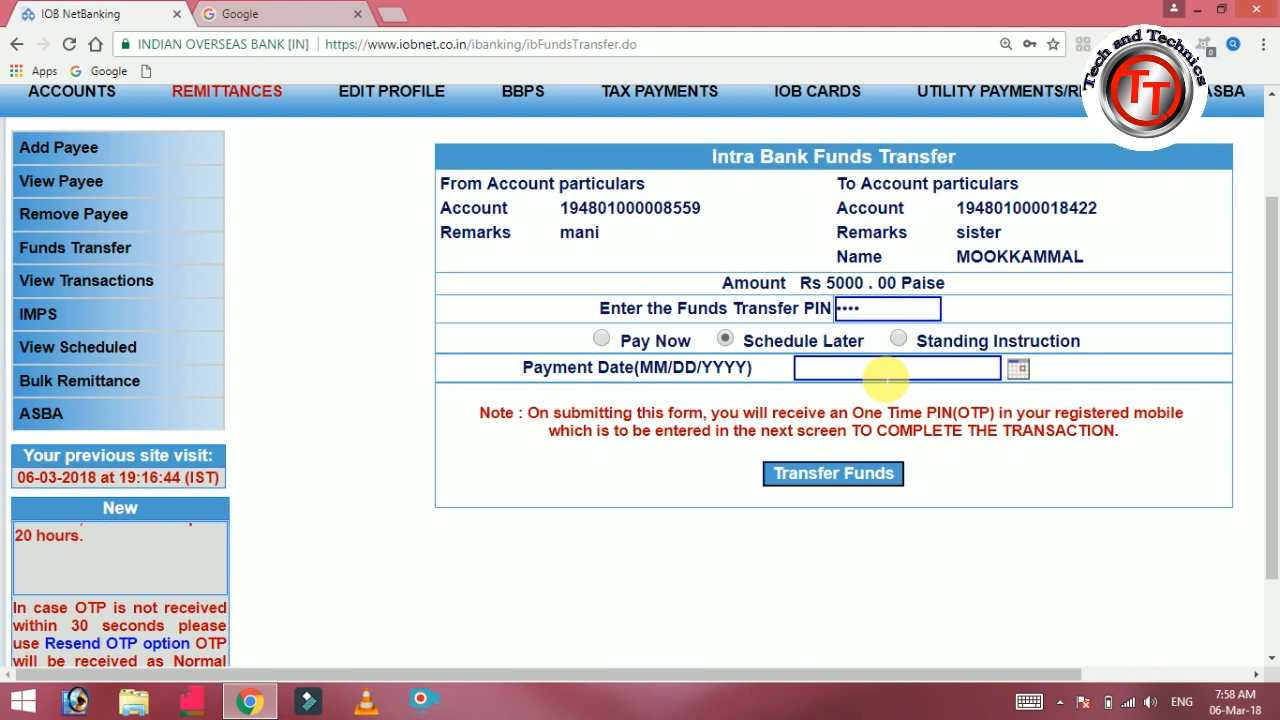 IOB NetBanking
Google
INDIAN OVERSEAS BANK [IN]
https://www.iobnet.co.in/ibanking/ibFundsTransfer.do
Apps
Google
Tech and Technics
TT
ACCOUNTS
REMITTANCES
EDIT PROFILE
BBPS
TAX PAYMENTS
IOB CARDS
UTILITY PAYMENTS/
ASBA
Add Payee
View Payee
Remove Payee
Funds Transfer
View Transactions
IMPS
View Scheduled
Bulk Remittance
ASBA
Your previous site visit:
06-03-2018 at 19:16:44 (IST)
New
20 hours.
In case OTP is not received
within 30 seconds please
use Resend OTP option OTP
will be received as Normal
Intra Bank Funds Transfer
From Account particulars
Account 194801000008559
Remarks mani
To Account particulars
Account 194801000018422
Remarks sister
Name MOOKKAMMAL
Amount Rs 5000 . 00 Paise
Enter the Funds Transfer PIN ••••
Pay Now Schedule Later Standing Instruction
Payment Date(MM/DD/YYYY)
Note : On submitting this form, you will receive an One Time PIN(OTP) in your registered mobile
which is to be entered in the next screen TO COMPLETE THE TRANSACTION.
Transfer Funds
ENG
7:58 AM
06-Mar-18